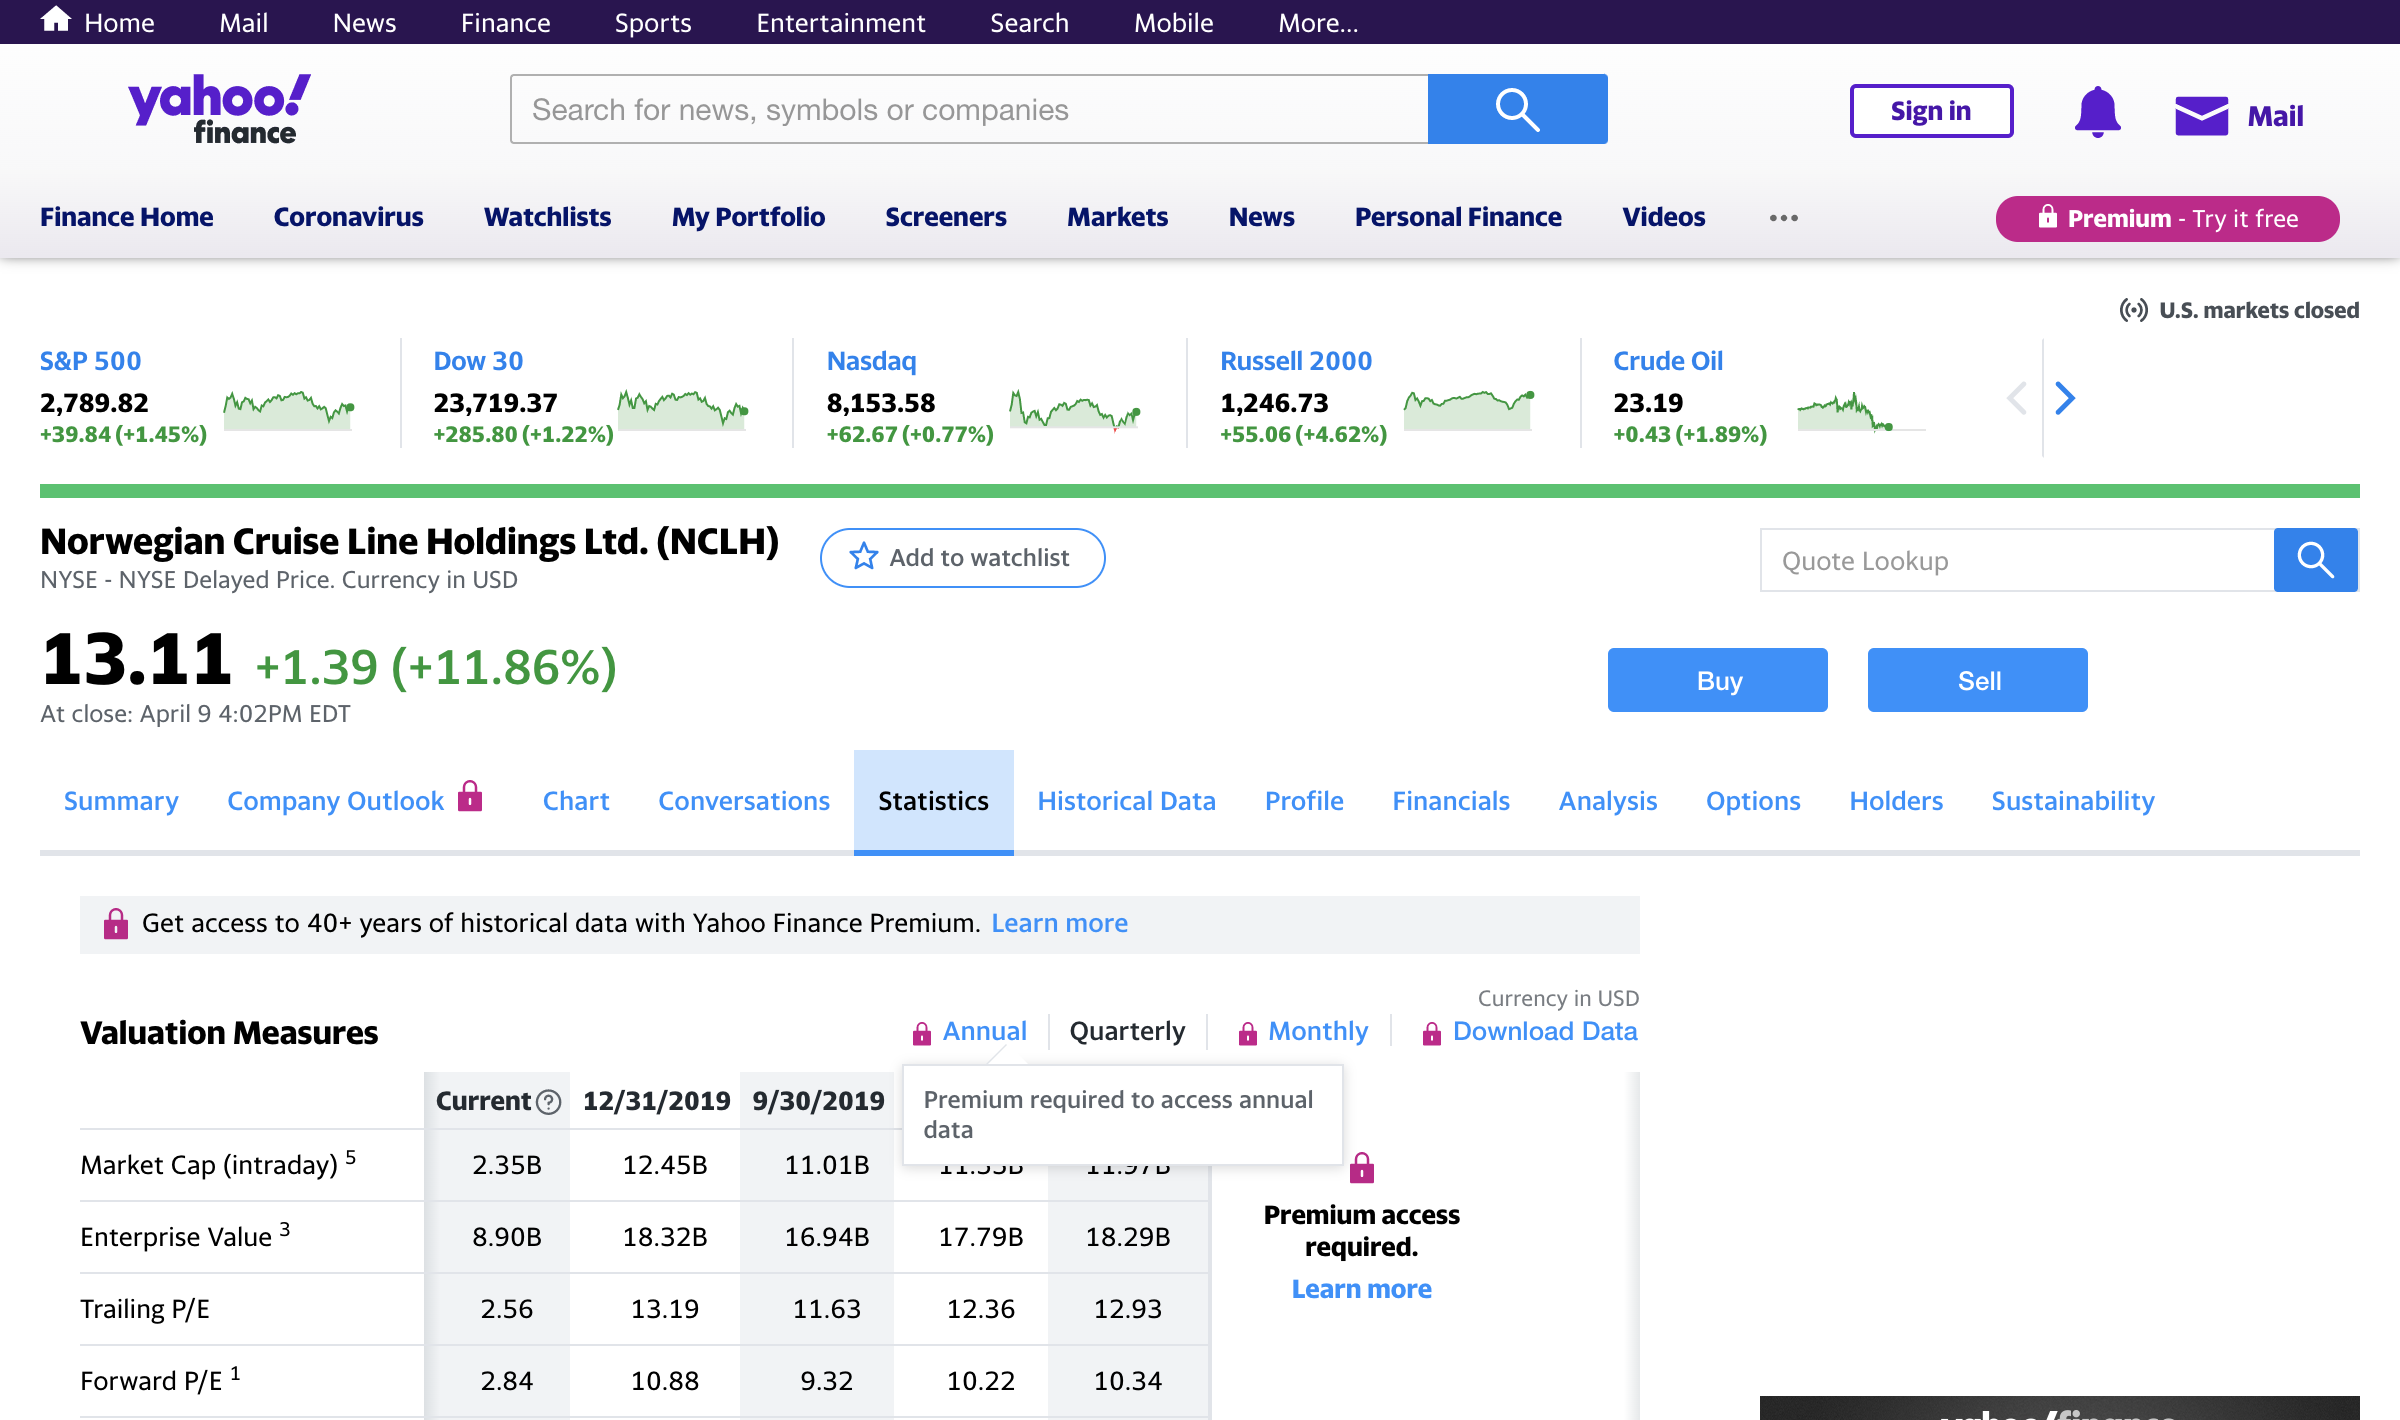 Home Mail News Finance Sports Entertainment Search Mobile More...
yahoo!
finance
Search for news, symbols or companies
Sign in
Mail
Finance Home Coronavirus Watchlists My Portfolio Screeners Markets News Personal Finance Videos ••• Premium - Try it free
U.S. markets closed
S&P 500
2,789.82
+39.84 (+1.45%)
Dow 30
23,719.37
+285.80 (+1.22%)
Nasdaq
8,153.58
+62.67 (+0.77%)
Russell 2000
1,246.73
+55.06 (+4.62%)
Crude Oil
23.19
+0.43 (+1.89%)
Norwegian Cruise Line Holdings Ltd. (NCLH)
NYSE - NYSE Delayed Price. Currency in USD
Add to watchlist
Quote Lookup
13.11 +1.39 (+11.86%)
At close: April 9 4:02PM EDT
Buy Sell
Summary Company Outlook Chart Conversations Statistics Historical Data Profile Financials Analysis Options Holders Sustainability
Get access to 40+ years of historical data with Yahoo Finance Premium. Learn more
Currency in USD
Valuation Measures Annual Quarterly Monthly Download Data
Premium required to access annual
data
Current ? 12/31/2019 9/30/2019
Market Cap (intraday) 5 2.35B 12.45B 11.01B
Enterprise Value 3 8.90B 18.32B 16.94B 17.79B 18.29B
Trailing P/E 2.56 13.19 11.63 12.36 12.93
Forward P/E 1 2.84 10.88 9.32 10.22 10.34
Premium access
required.
Learn more